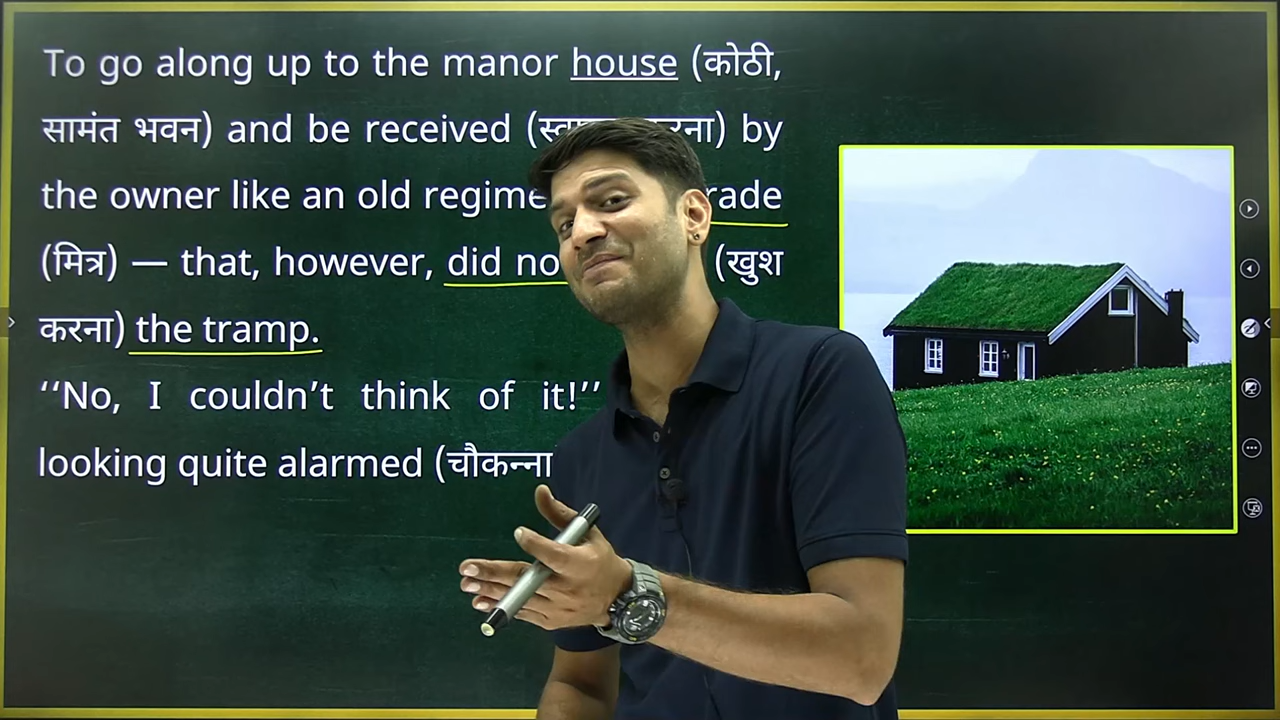 To go along up to the manor house (कोठी,
सामंत भवन) and be received ( रना) by
the owner like an old regime rade
(मित्र) — that, however, did no (खुश
करना) the tramp.
‘‘No, I couldn’t think of it!’’
looking quite alarmed (चौकन्ना